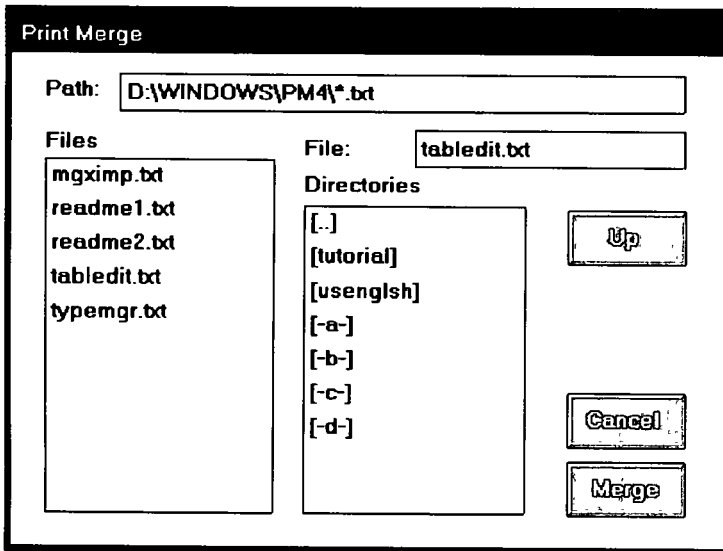 Print Merge
Path: D:\WINDOWS\PM4\*.txt
Files
mgximp.txt
readme1.txt
readme2.txt
tabledit.txt
typemgr.txt
File: tabledit.txt
Directories
[..]
[tutorial]
[usenglsh]
[-a-]
[-b-]
[-c-]
[-d-]
Up
Cancel
Merge